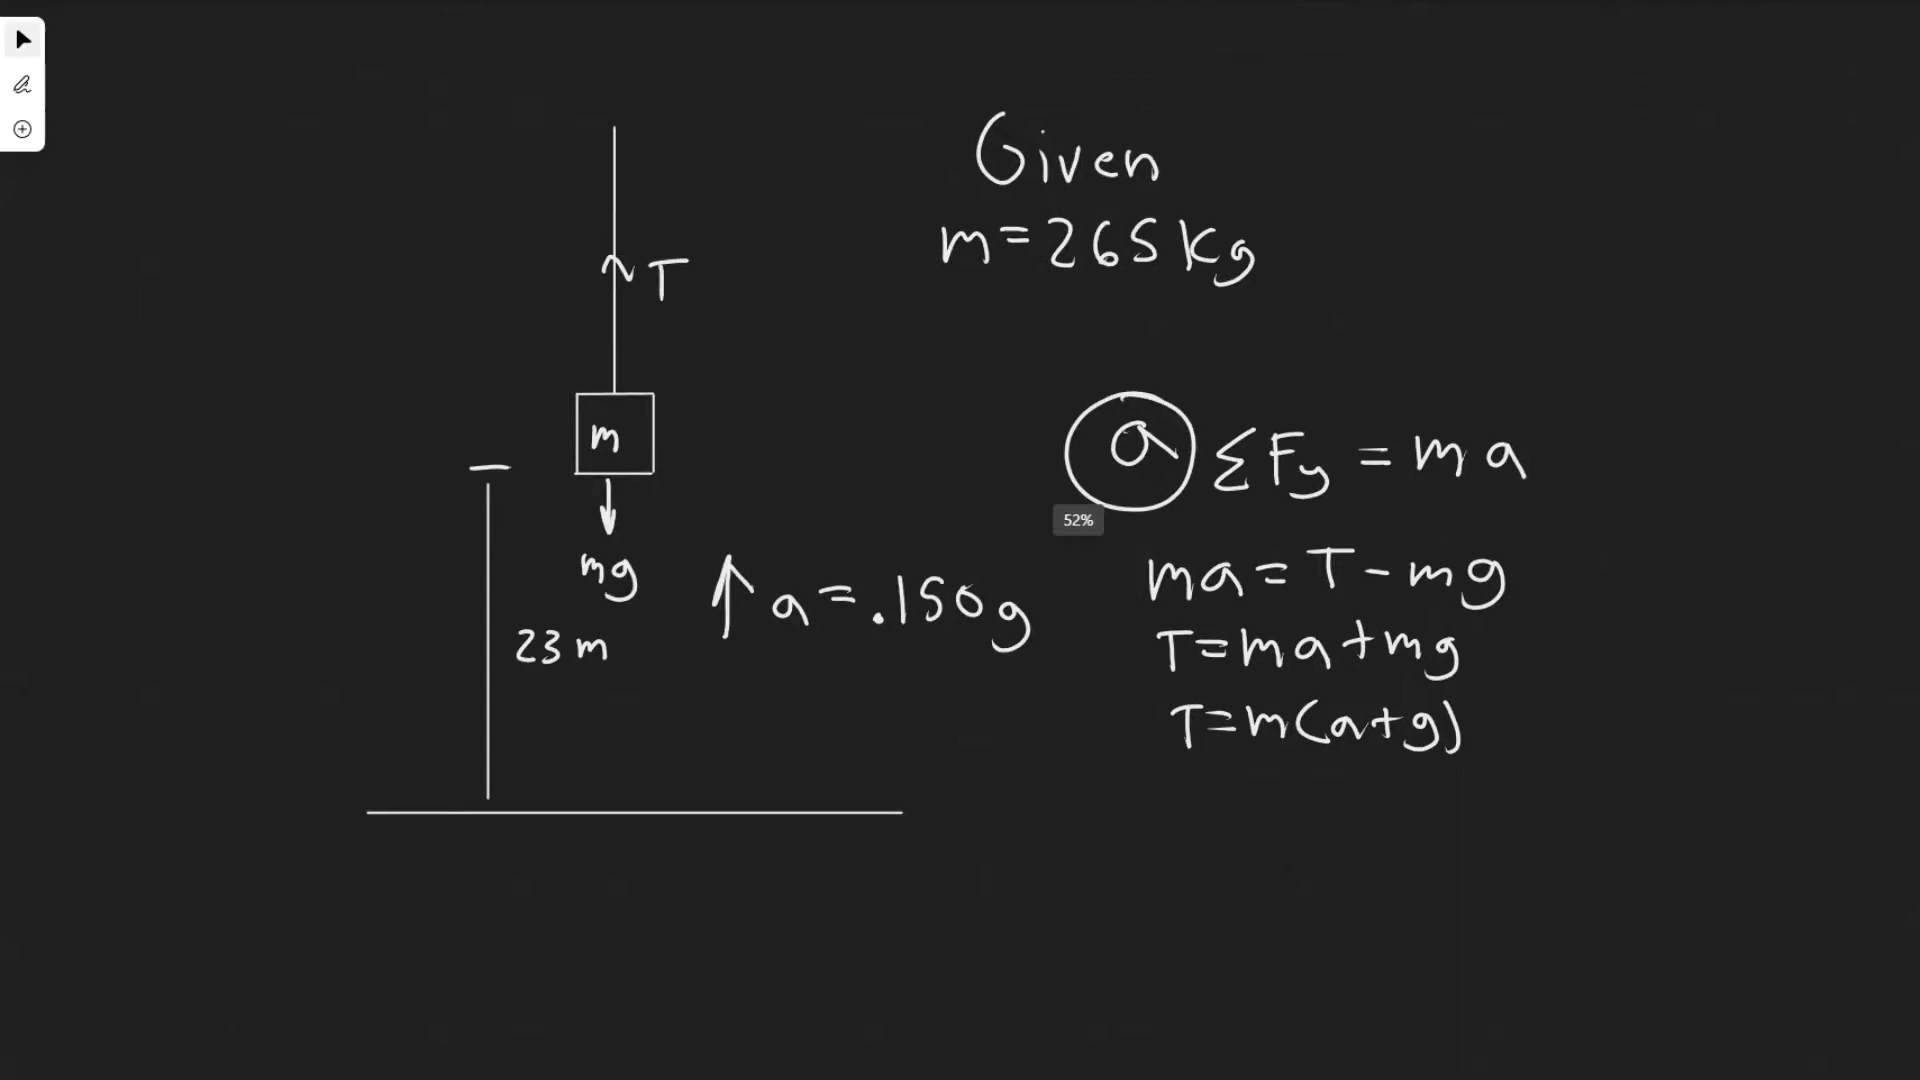 Given
m=265 kg
T
m
mg
23 m
a=.150g
a ΣFy = ma
52%
ma=T-mg
T=ma+mg
T=m(a+g)